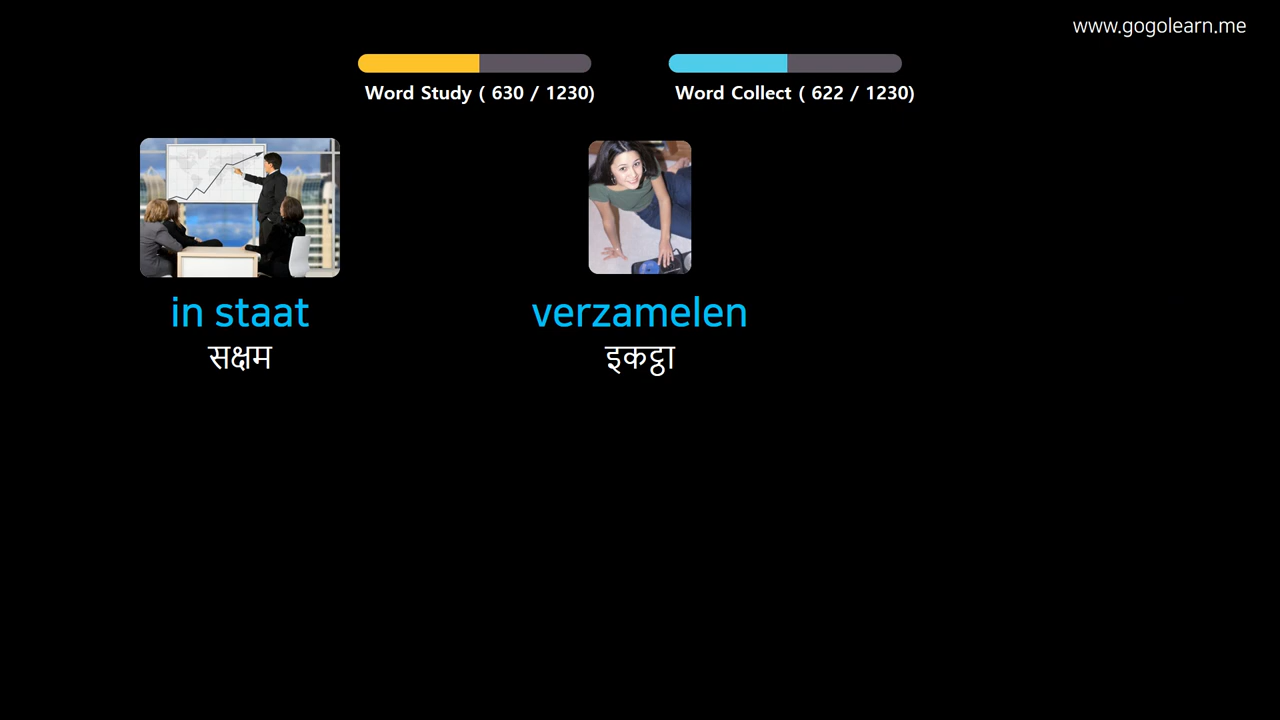 www.gogolearn.me
Word Study ( 630 / 1230)
Word Collect ( 622 / 1230)
in staat
verzamelen
सक्षम
इकट्ठा